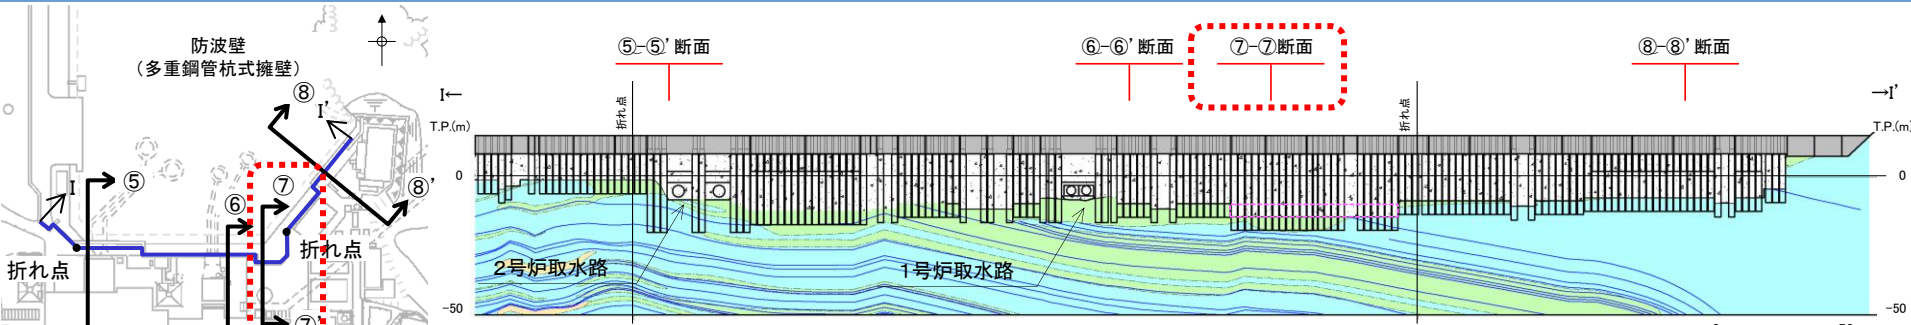 防波壁
（多重鋼管杭式擁壁）
⑧
I'
⑤
I
⑦
⑥
⑧'
折れ点
折れ点
⑦'
⑤-⑤'断面
⑥-⑥'断面
⑦-⑦断面
⑧-⑧'断面
I←
→I'
折れ点
折れ点
T.P.(m)
T.P.(m)
0
0
2号炉取水路
1号炉取水路
-50
-50